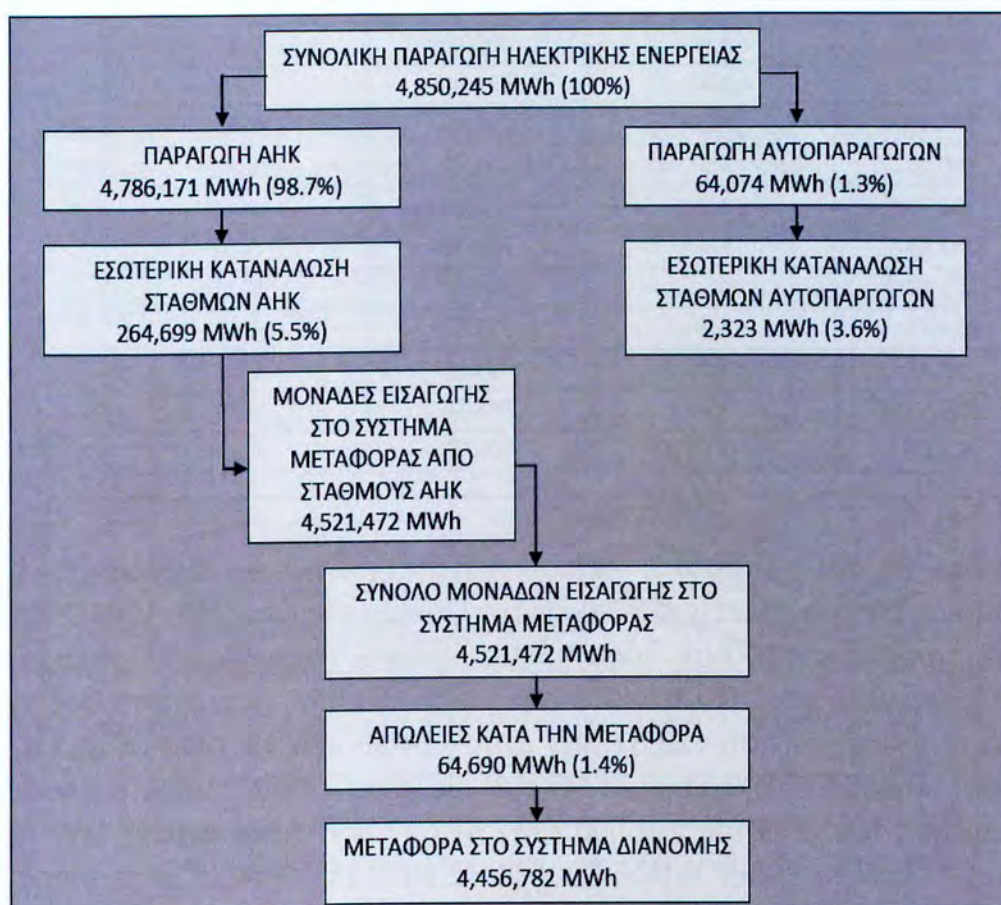 ΣΥΝΟΛΙΚΗ ΠΑΡΑΓΩΓΗ ΗΛΕΚΤΡΙΚΗΣ ΕΝΕΡΓΕΙΑΣ
4,850,245 MWh (100%)
ΠΑΡΑΓΩΓΗ ΑΗΚ
4,786,171 MWh (98.7%)
ΠΑΡΑΓΩΓΗ ΑΥΤΟΠΑΡΑΓΩΓΩΝ
64,074 MWh (1.3%)
ΕΣΩΤΕΡΙΚΗ ΚΑΤΑΝΑΛΩΣΗ
ΣΤΑΘΜΩΝ ΑΗΚ
264,699 MWh (5.5%)
ΕΣΩΤΕΡΙΚΗ ΚΑΤΑΝΑΛΩΣΗ
ΣΤΑΘΜΩΝ ΑΥΤΟΠΑΡΓΩΓΩΝ
2,323 MWh (3.6%)
ΜΟΝΑΔΕΣ ΕΙΣΑΓΩΓΗΣ
ΣΤΟ ΣΥΣΤΗΜΑ
ΜΕΤΑΦΟΡΑΣ ΑΠΟ
ΣΤΑΘΜΟΥΣ ΑΗΚ
4,521,472 MWh
ΣΥΝΟΛΟ ΜΟΝΑΔΩΝ ΕΙΣΑΓΩΓΗΣ ΣΤΟ
ΣΥΣΤΗΜΑ ΜΕΤΑΦΟΡΑΣ
4,521,472 MWh
ΑΠΩΛΕΙΕΣ ΚΑΤΑ ΤΗΝ ΜΕΤΑΦΟΡΑ
64,690 MWh (1.4%)
ΜΕΤΑΦΟΡΑ ΣΤΟ ΣΥΣΤΗΜΑ ΔΙΑΝΟΜΗΣ
4,456,782 MWh